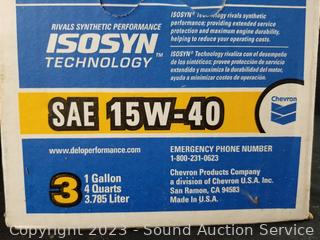 RIVALS SYNTHETIC PERFORMANCE
ISOSYN
TECHNOLOGY™
ISOSYN Technology rivals synthetic
performance; providing extended service
protection and maximum engine durability,
helping to reduce your operating costs.
ISOSYN Technology rivaliza con el desempeño
de los sintéticos; proveen protección de servicio
extendido y maximiza la durabilidad del motor,
ayuda a minimizar costos de operación.
SAE 15W-40
Chevron
www.deloperformance.com
EMERGENCY PHONE NUMBER
1-800-231-0623
3
1 Gallon
4 Quarts
3.785 Liter
Chevron Products Company
a division of Chevron U.S.A. Inc.
San Ramon, CA 94583
Made in U.S.A.
Copyright 2023 - Sound Auction Service